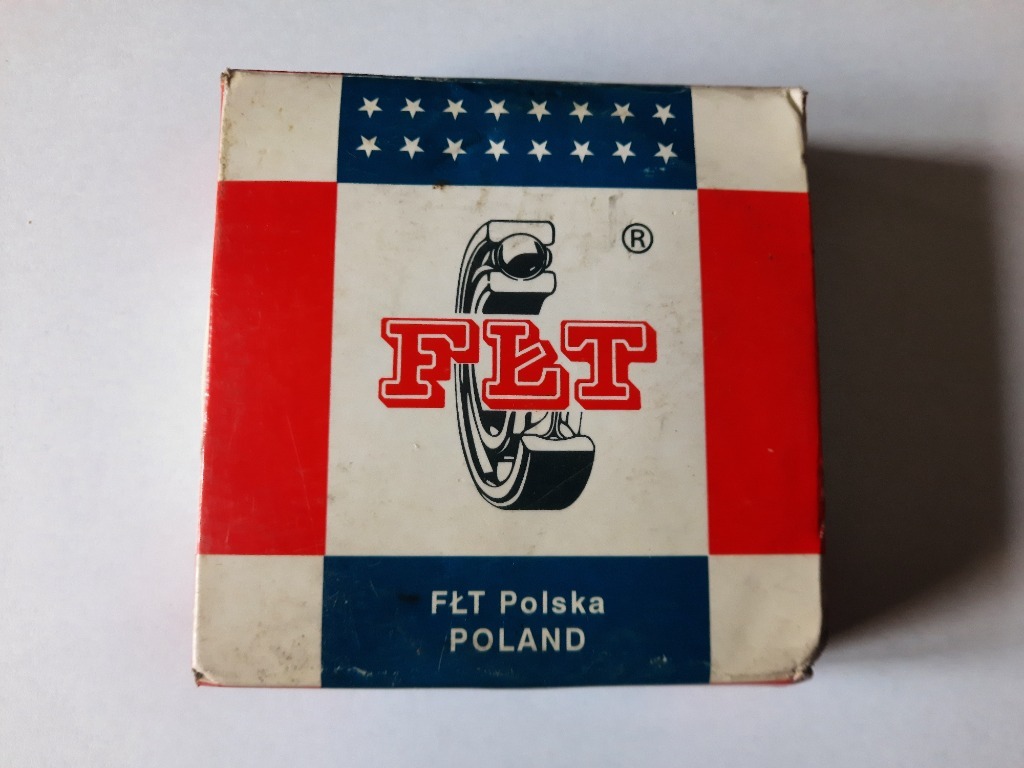 ®
FŁT
FŁT Polska
POLAND